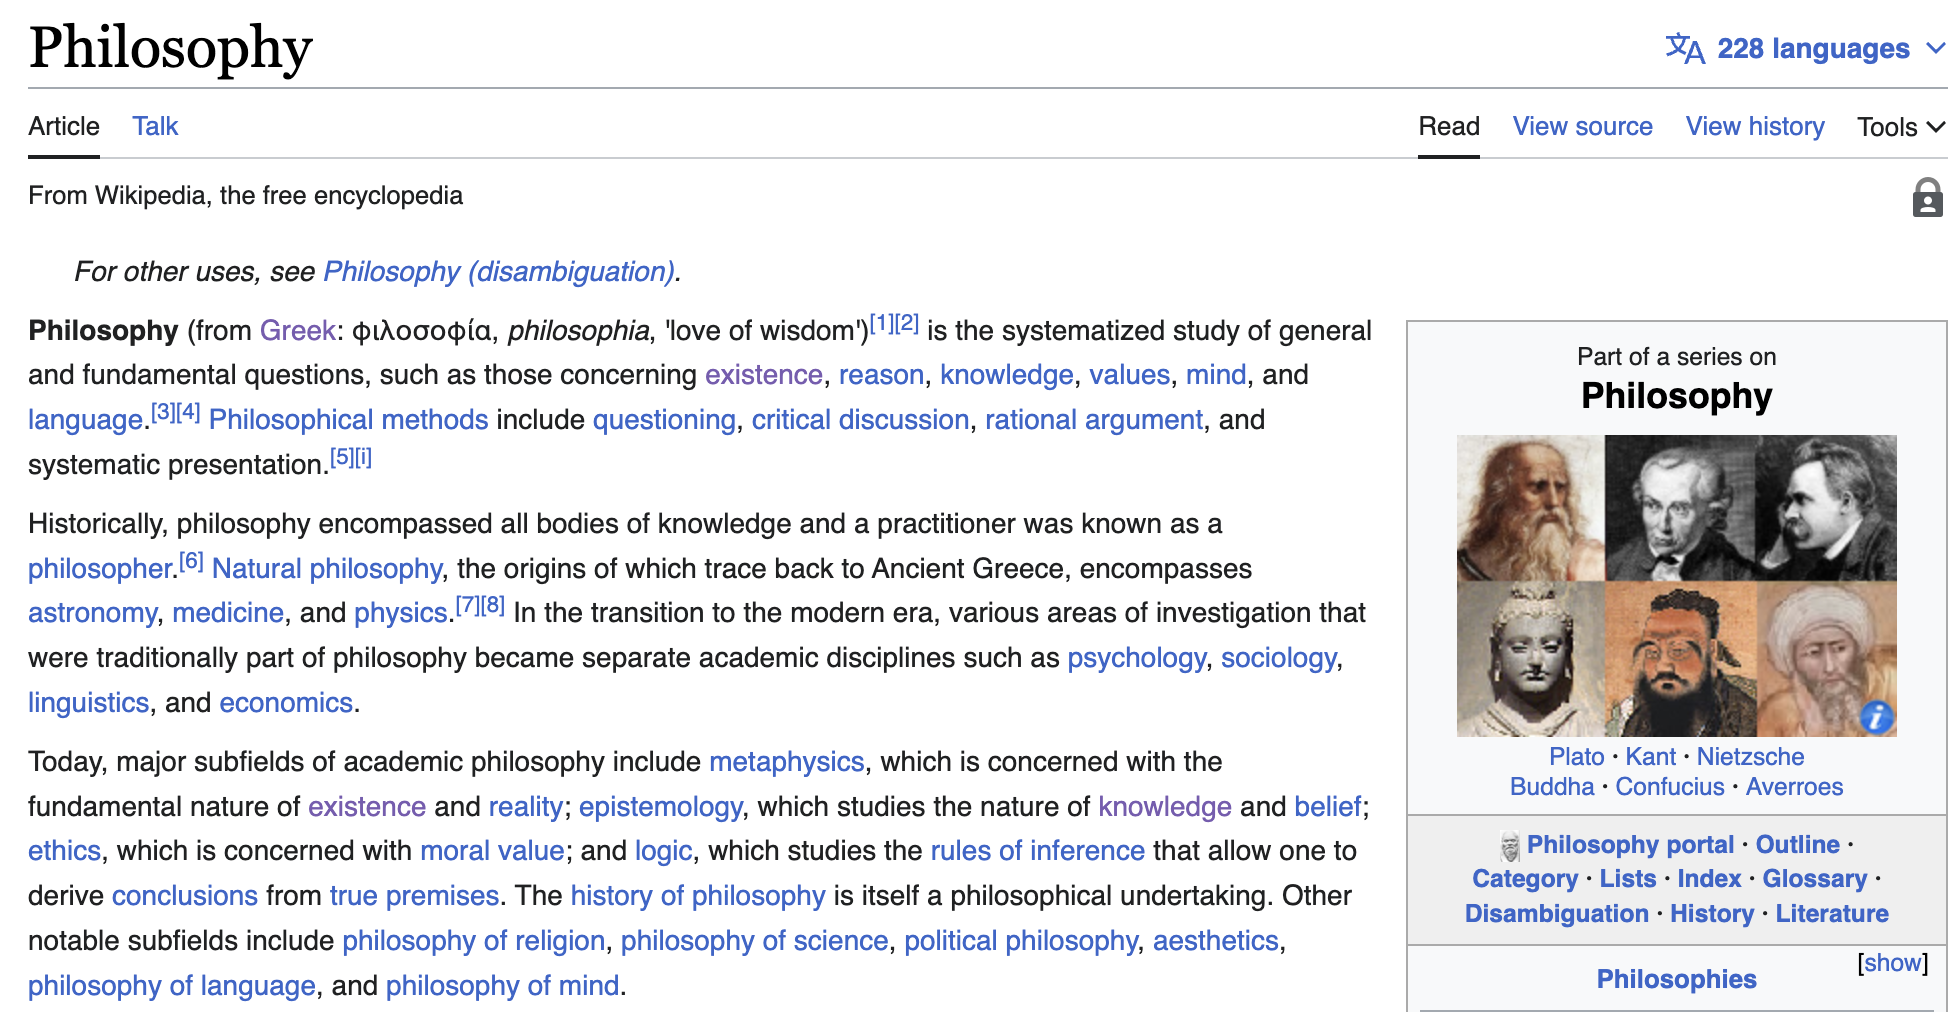 Philosophy
228 languages
Article Talk Read View source View history Tools
From Wikipedia, the free encyclopedia
For other uses, see Philosophy (disambiguation).
Philosophy (from Greek: φιλοσοφία, philosophia, 'love of wisdom')[1][2] is the systematized study of general
and fundamental questions, such as those concerning existence, reason, knowledge, values, mind, and
language.[3][4] Philosophical methods include questioning, critical discussion, rational argument, and
systematic presentation.[5][i]
Historically, philosophy encompassed all bodies of knowledge and a practitioner was known as a
philosopher.[6] Natural philosophy, the origins of which trace back to Ancient Greece, encompasses
astronomy, medicine, and physics.[7][8] In the transition to the modern era, various areas of investigation that
were traditionally part of philosophy became separate academic disciplines such as psychology, sociology,
linguistics, and economics.
Today, major subfields of academic philosophy include metaphysics, which is concerned with the
fundamental nature of existence and reality; epistemology, which studies the nature of knowledge and belief;
ethics, which is concerned with moral value; and logic, which studies the rules of inference that allow one to
derive conclusions from true premises. The history of philosophy is itself a philosophical undertaking. Other
notable subfields include philosophy of religion, philosophy of science, political philosophy, aesthetics,
philosophy of language, and philosophy of mind.
Part of a series on
Philosophy
i
Plato · Kant · Nietzsche
Buddha · Confucius · Averroes
Philosophy portal · Outline ·
Category · Lists · Index · Glossary ·
Disambiguation · History · Literature
[show]
Philosophies